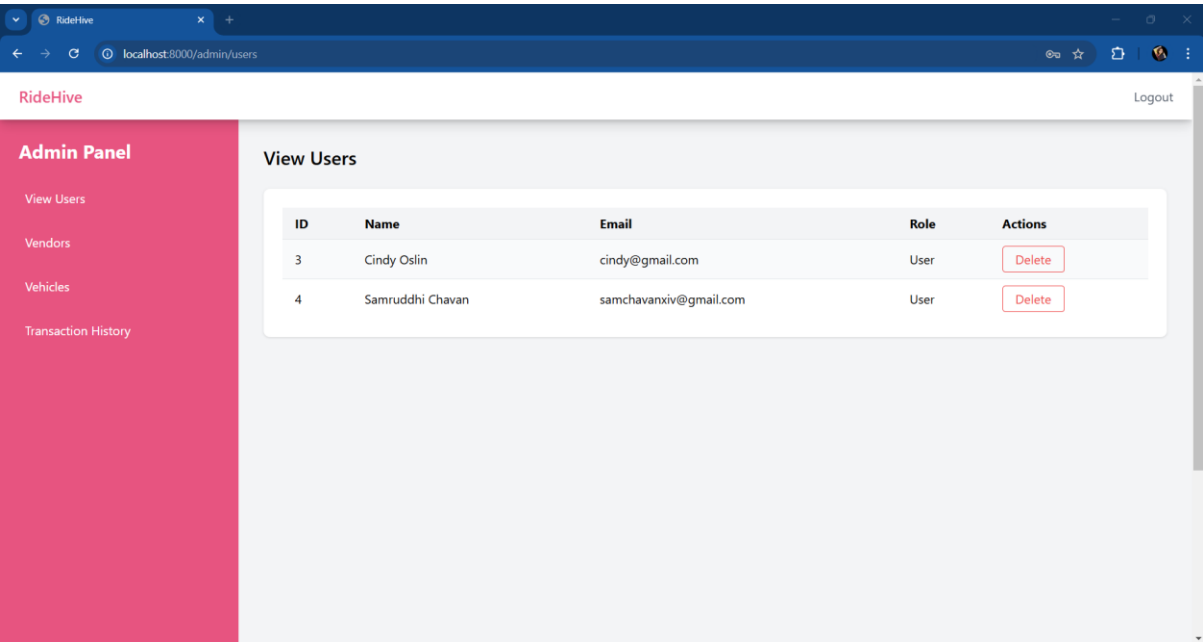 RideHive
localhost:8000/admin/users
RideHive
Logout
Admin Panel
View Users
Vendors
Vehicles
Transaction History
View Users
ID Name Email Role Actions
3 Cindy Oslin cindy@gmail.com User Delete
4 Samruddhi Chavan samchavanxiv@gmail.com User Delete